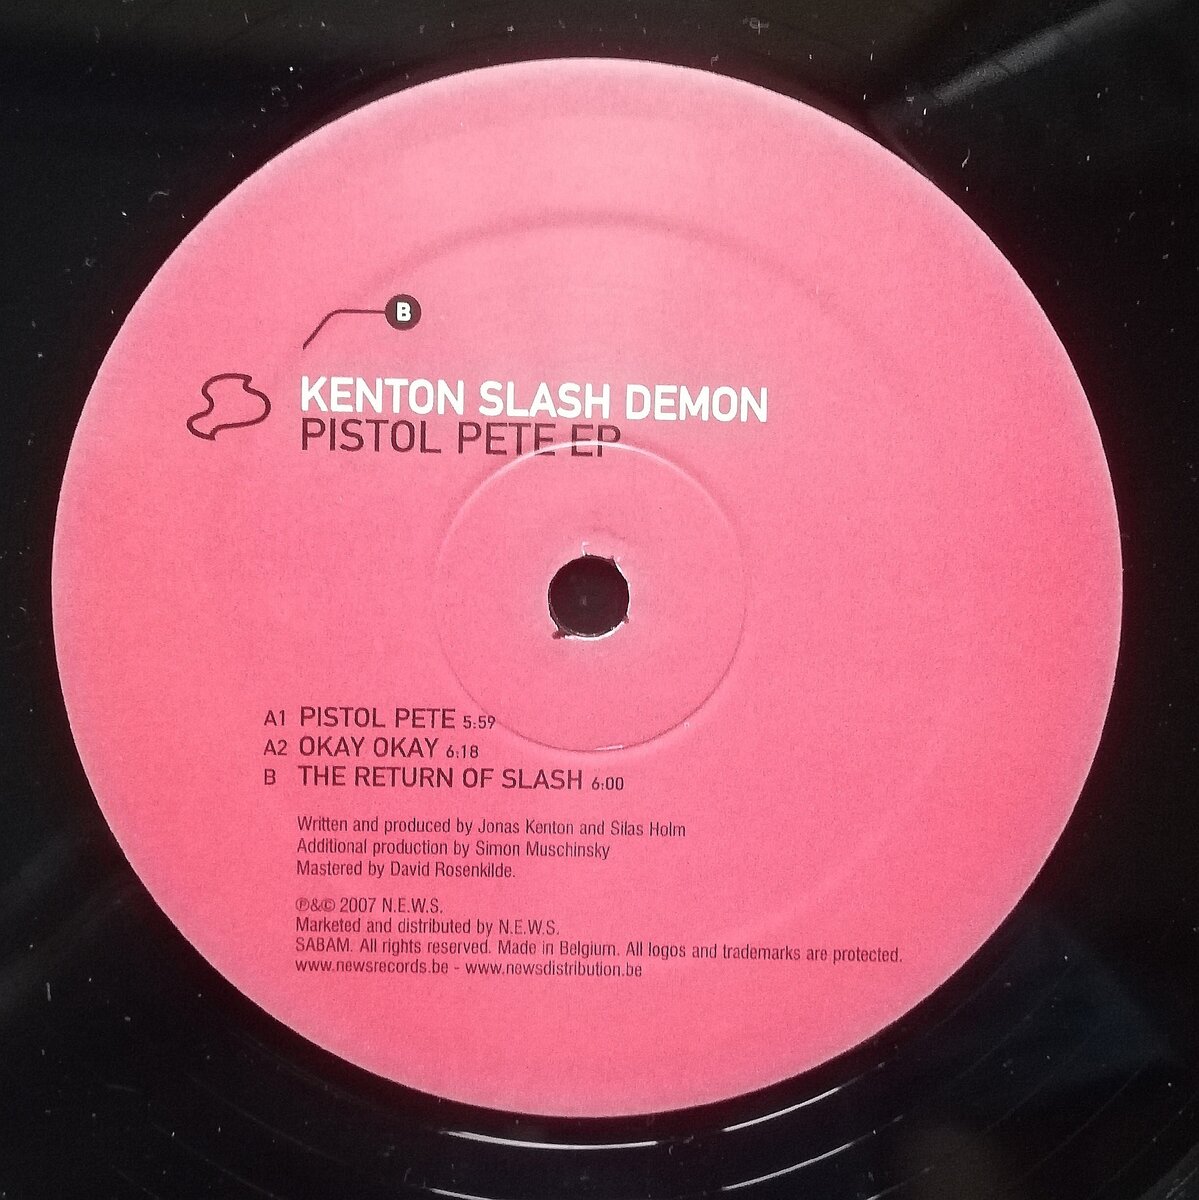 B
KENTON SLASH DEMON
PISTOL PETE EP
A1 PISTOL PETE 5:59
A2 OKAY OKAY 6:18
B THE RETURN OF SLASH 6:00
Written and produced by Jonas Kenton and Silas Holm
Additional production by Simon Muschinsky
Mastered by David Rosenkilde.
℗&© 2007 N.E.W.S.
Marketed and distributed by N.E.W.S.
SABAM. All rights reserved. Made in Belgium. All logos and trademarks are protected.
www.newsrecords.be - www.newsdistribution.be